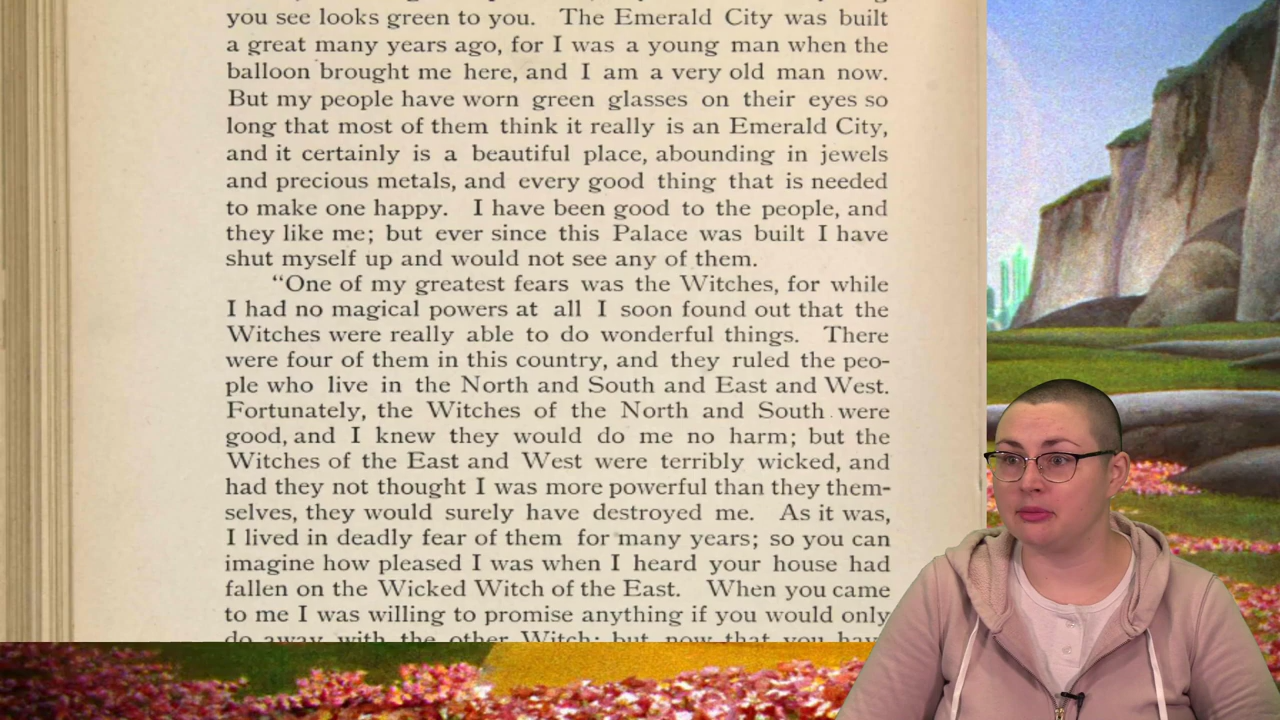 you see looks green to you. The Emerald City was built
a great many years ago, for I was a young man when the
balloon brought me here, and I am a very old man now.
But my people have worn green glasses on their eyes so
long that most of them think it really is an Emerald City,
and it certainly is a beautiful place, abounding in jewels
and precious metals, and every good thing that is needed
to make one happy. I have been good to the people, and
they like me; but ever since this Palace was built I have
shut myself up and would not see any of them.
“One of my greatest fears was the Witches, for while
I had no magical powers at all I soon found out that the
Witches were really able to do wonderful things. There
were four of them in this country, and they ruled the peo-
ple who live in the North and South and East and West.
Fortunately, the Witches of the North and South were
good, and I knew they would do me no harm; but the
Witches of the East and West were terribly wicked, and
had they not thought I was more powerful than they them-
selves, they would surely have destroyed me. As it was,
I lived in deadly fear of them for many years; so you can
imagine how pleased I was when I heard your house had
fallen on the Wicked Witch of the East. When you came
to me I was willing to promise anything if you would only
do away with the other Witch; but now that you have